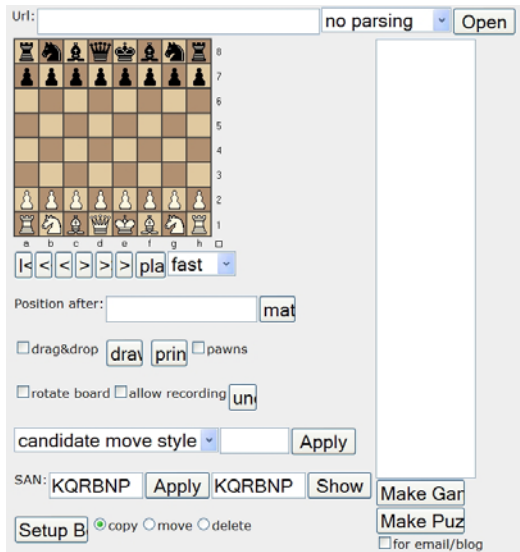 Url: no parsing Open
8
7
6
5
4
3
2
1
a b c d e f g h
|< < < > > > pla fast
Position after: mat
drag&drop draw prin pawns
rotate board allow recording und
candidate move style Apply
SAN: KQRBNP Apply KQRBNP Show
Make Gar
Setup B copy move delete
Make Puz
for email/blog